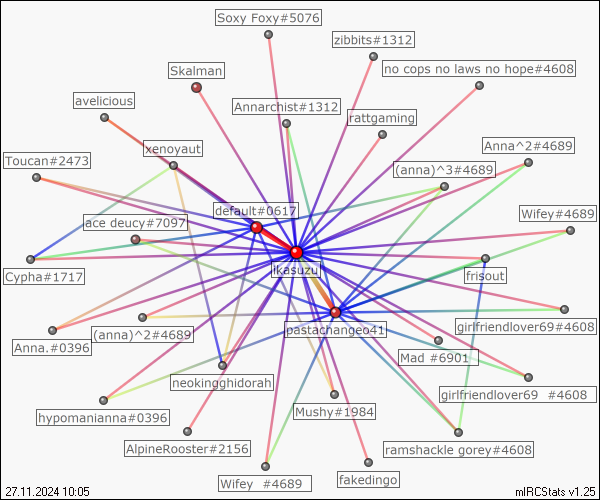 Soxy Foxy#5076
zibbits#1312
Skalman
no cops no laws no hope#4608
avelicious
Annarchist#1312
rattgaming
xenoyaut
Anna^2#4689
Toucan#2473
(anna)^3#4689
default#0617
ace deucy#7097
Wifey#4689
Cypha#1717
likasuzuj
frisout
pastachangeo41
girlfriendlover69#4608
Anna.#0396
(anna)^2#4689
Mad #6901
neokingghidorah
girlfriendlover69 #4608
hypomanianna#0396
Mushy#1984
AlpineRooster#2156
ramshackle gorey#4608
Wifey #4689
fakedingo
27.11.2024 10:05
mIRCStats v1.25